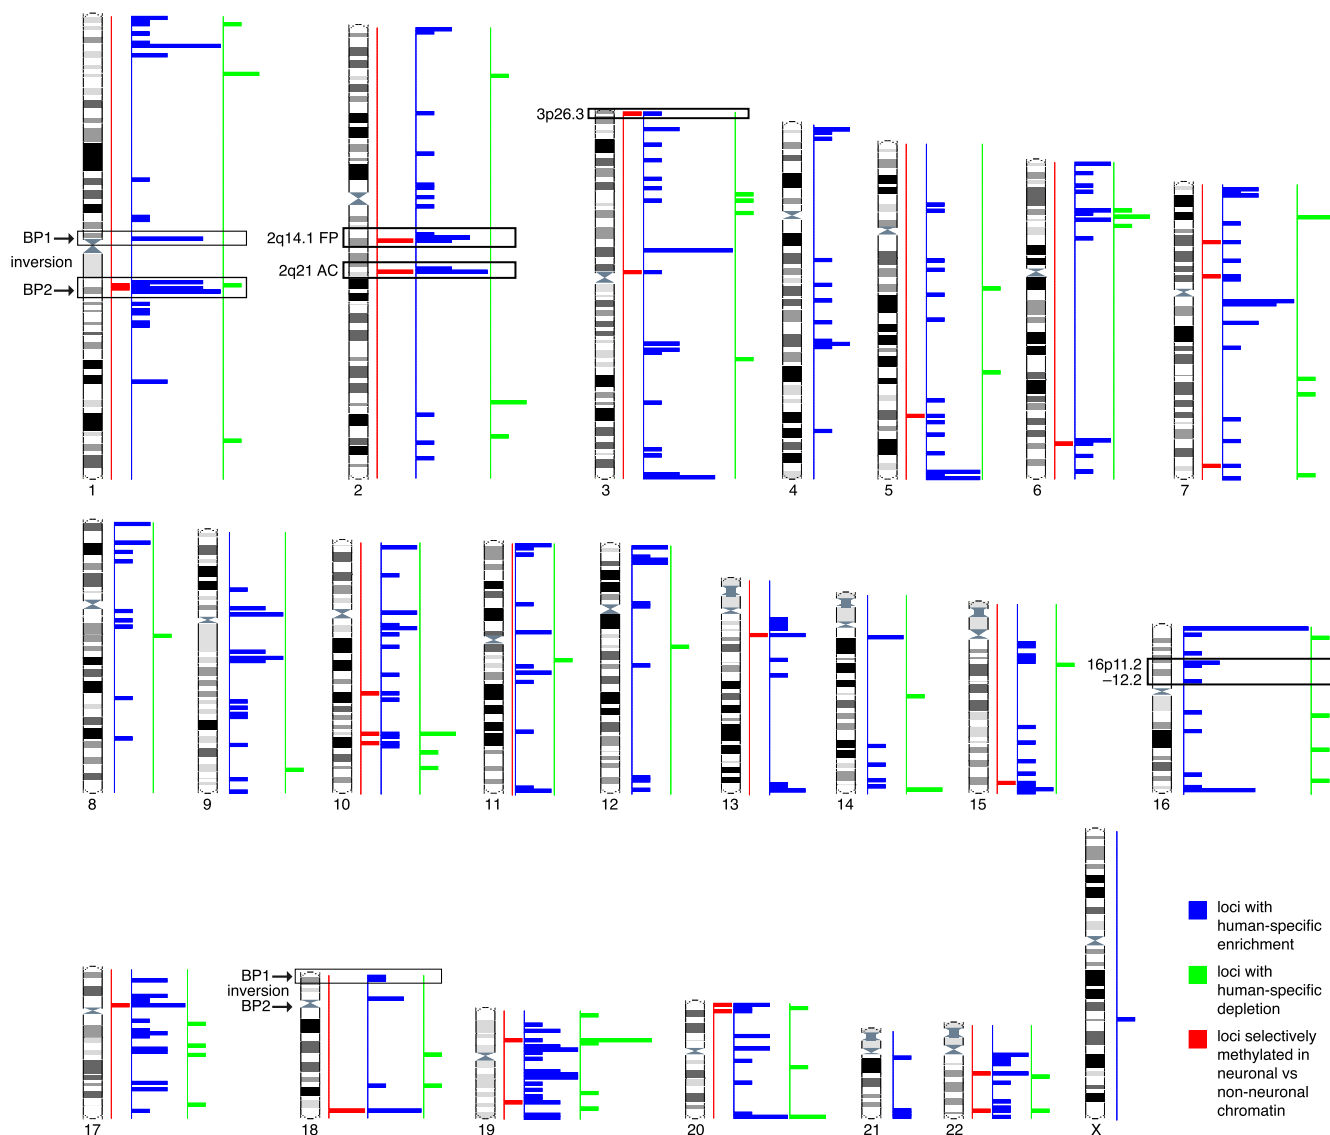 BP1
inversion
BP2
2q14.1 FP
2q21 AC
3p26.3
1
2
3
4
5
6
7
16p11.2
–12.2
8
9
10
11
12
13
14
15
16
BP1
inversion
BP2
loci with
human-specific
enrichment
loci with
human-specific
depletion
loci selectively
methylated in
neuronal vs
non-neuronal
chromatin
17
18
19
20
21
22
X